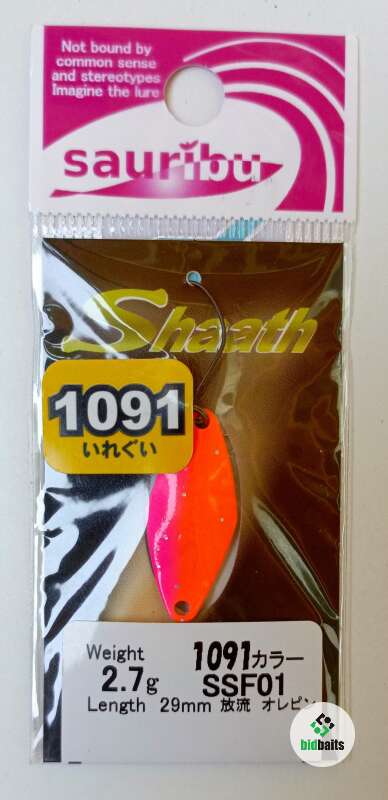 Not bound by
common sense
and stereotypes
Imagine the lure
sauribu
Shaath
1091
いれぐい
Weight
2.7g
1091カラー
SSF01
Length 29mm 放流 オレピン
bidbaits